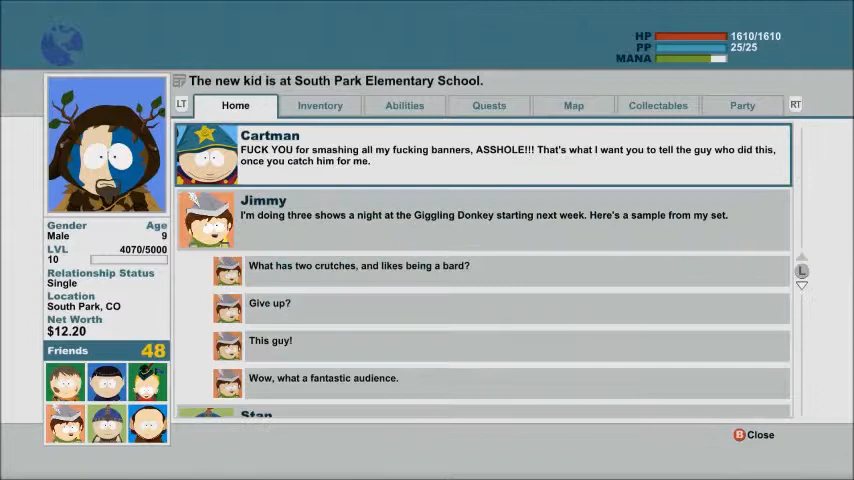 HP 1610/1610
PP 25/25
MANA
The new kid is at South Park Elementary School.
LT Home Inventory Abilities Quests Map Collectables Party RT
Cartman
FUCK YOU for smashing all my fucking banners, ASSHOLE!!! That's what I want you to tell the guy who did this,
once you catch him for me.
Jimmy
I'm doing three shows a night at the Giggling Donkey starting next week. Here's a sample from my set.
What has two crutches, and likes being a bard?
Give up?
This guy!
Wow, what a fantastic audience.
Stan
L
Gender Age
Male 9
LVL 4070/5000
10
Relationship Status
Single
Location
South Park, CO
Net Worth
$12.20
Friends 48
B Close